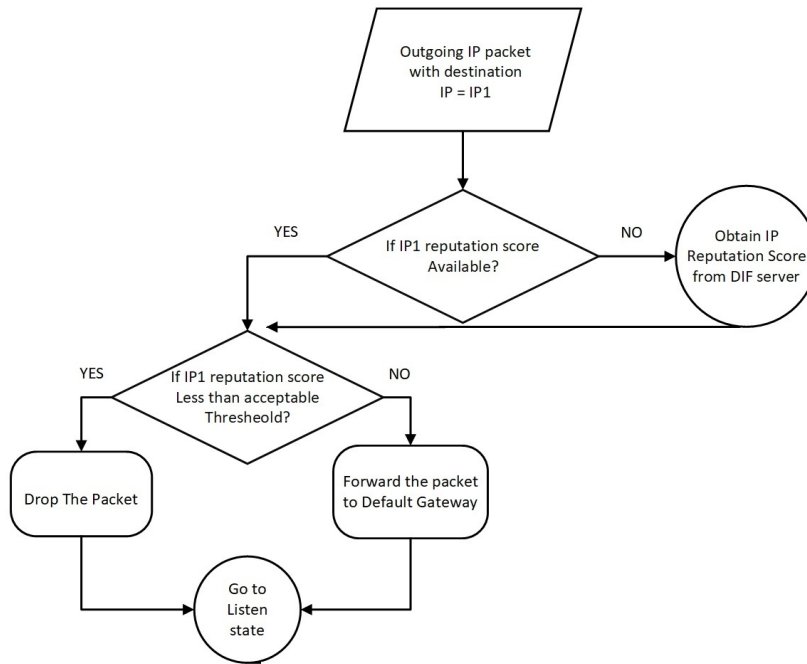 Outgoing IP packet
with destination
IP = IP1
YES
If IP1 reputation score
Available?
NO
Obtain IP
Reputation Score
from DIF server
YES
If IP1 reputation score
Less than acceptable
Thresheold?
NO
Drop The Packet
Forward the packet
to Default Gateway
Go to
Listen
state